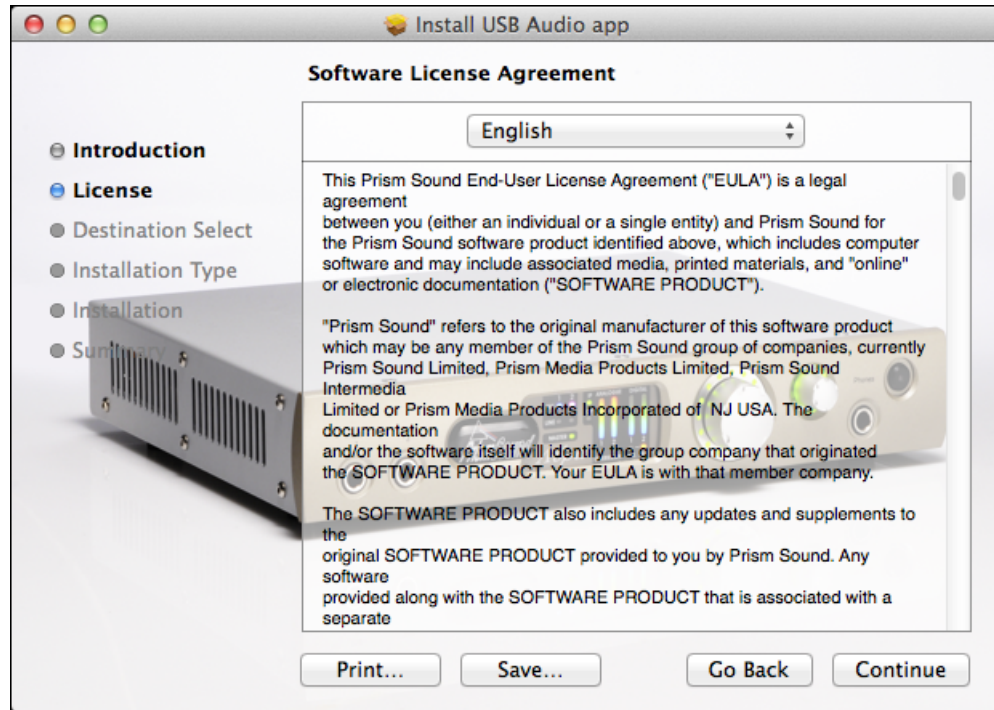 Install USB Audio app
Software License Agreement
English
Introduction
License
Destination Select
Installation Type
Installation
Summary
This Prism Sound End-User License Agreement ("EULA") is a legal
agreement
between you (either an individual or a single entity) and Prism Sound for
the Prism Sound software product identified above, which includes computer
software and may include associated media, printed materials, and "online"
or electronic documentation ("SOFTWARE PRODUCT").
"Prism Sound" refers to the original manufacturer of this software product
which may be any member of the Prism Sound group of companies, currently
Prism Sound Limited, Prism Media Products Limited, Prism Sound
Intermedia
Limited or Prism Media Products Incorporated of NJ USA. The
documentation
and/or the software itself will identify the group company that originated
the SOFTWARE PRODUCT. Your EULA is with that member company.
The SOFTWARE PRODUCT also includes any updates and supplements to
the
original SOFTWARE PRODUCT provided to you by Prism Sound. Any
software
provided along with the SOFTWARE PRODUCT that is associated with a
separate
Print...
Save...
Go Back
Continue